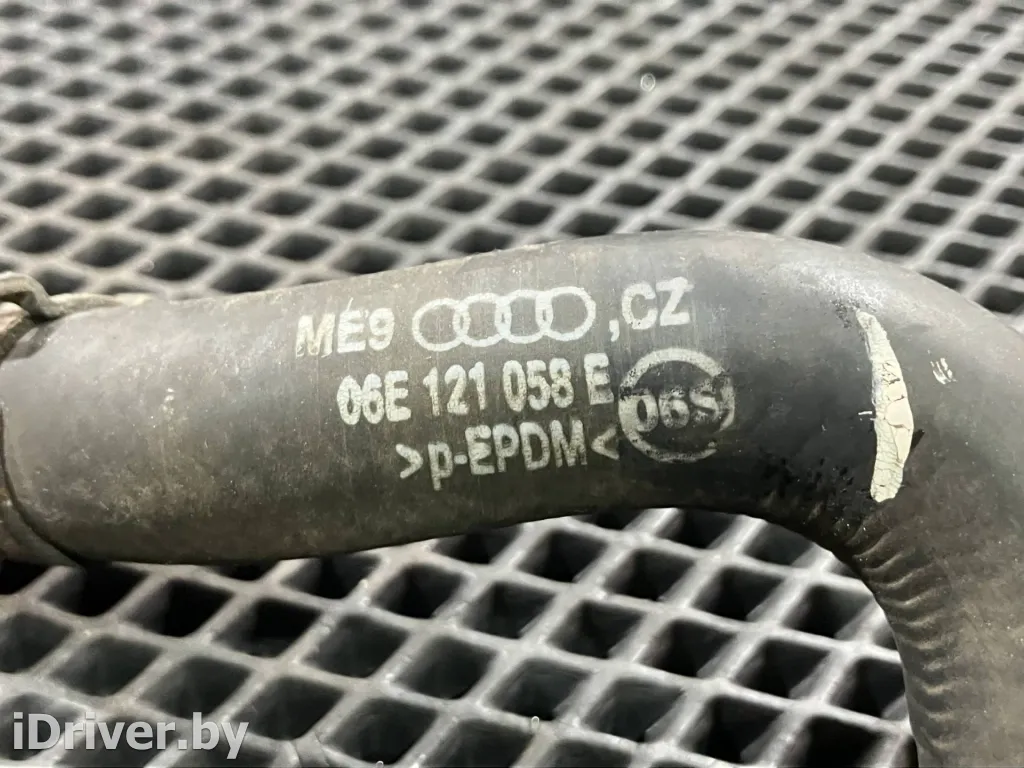 ME9 ,CZ
06E 121 058 E
06S
>p-EPDM<
iDriver.by